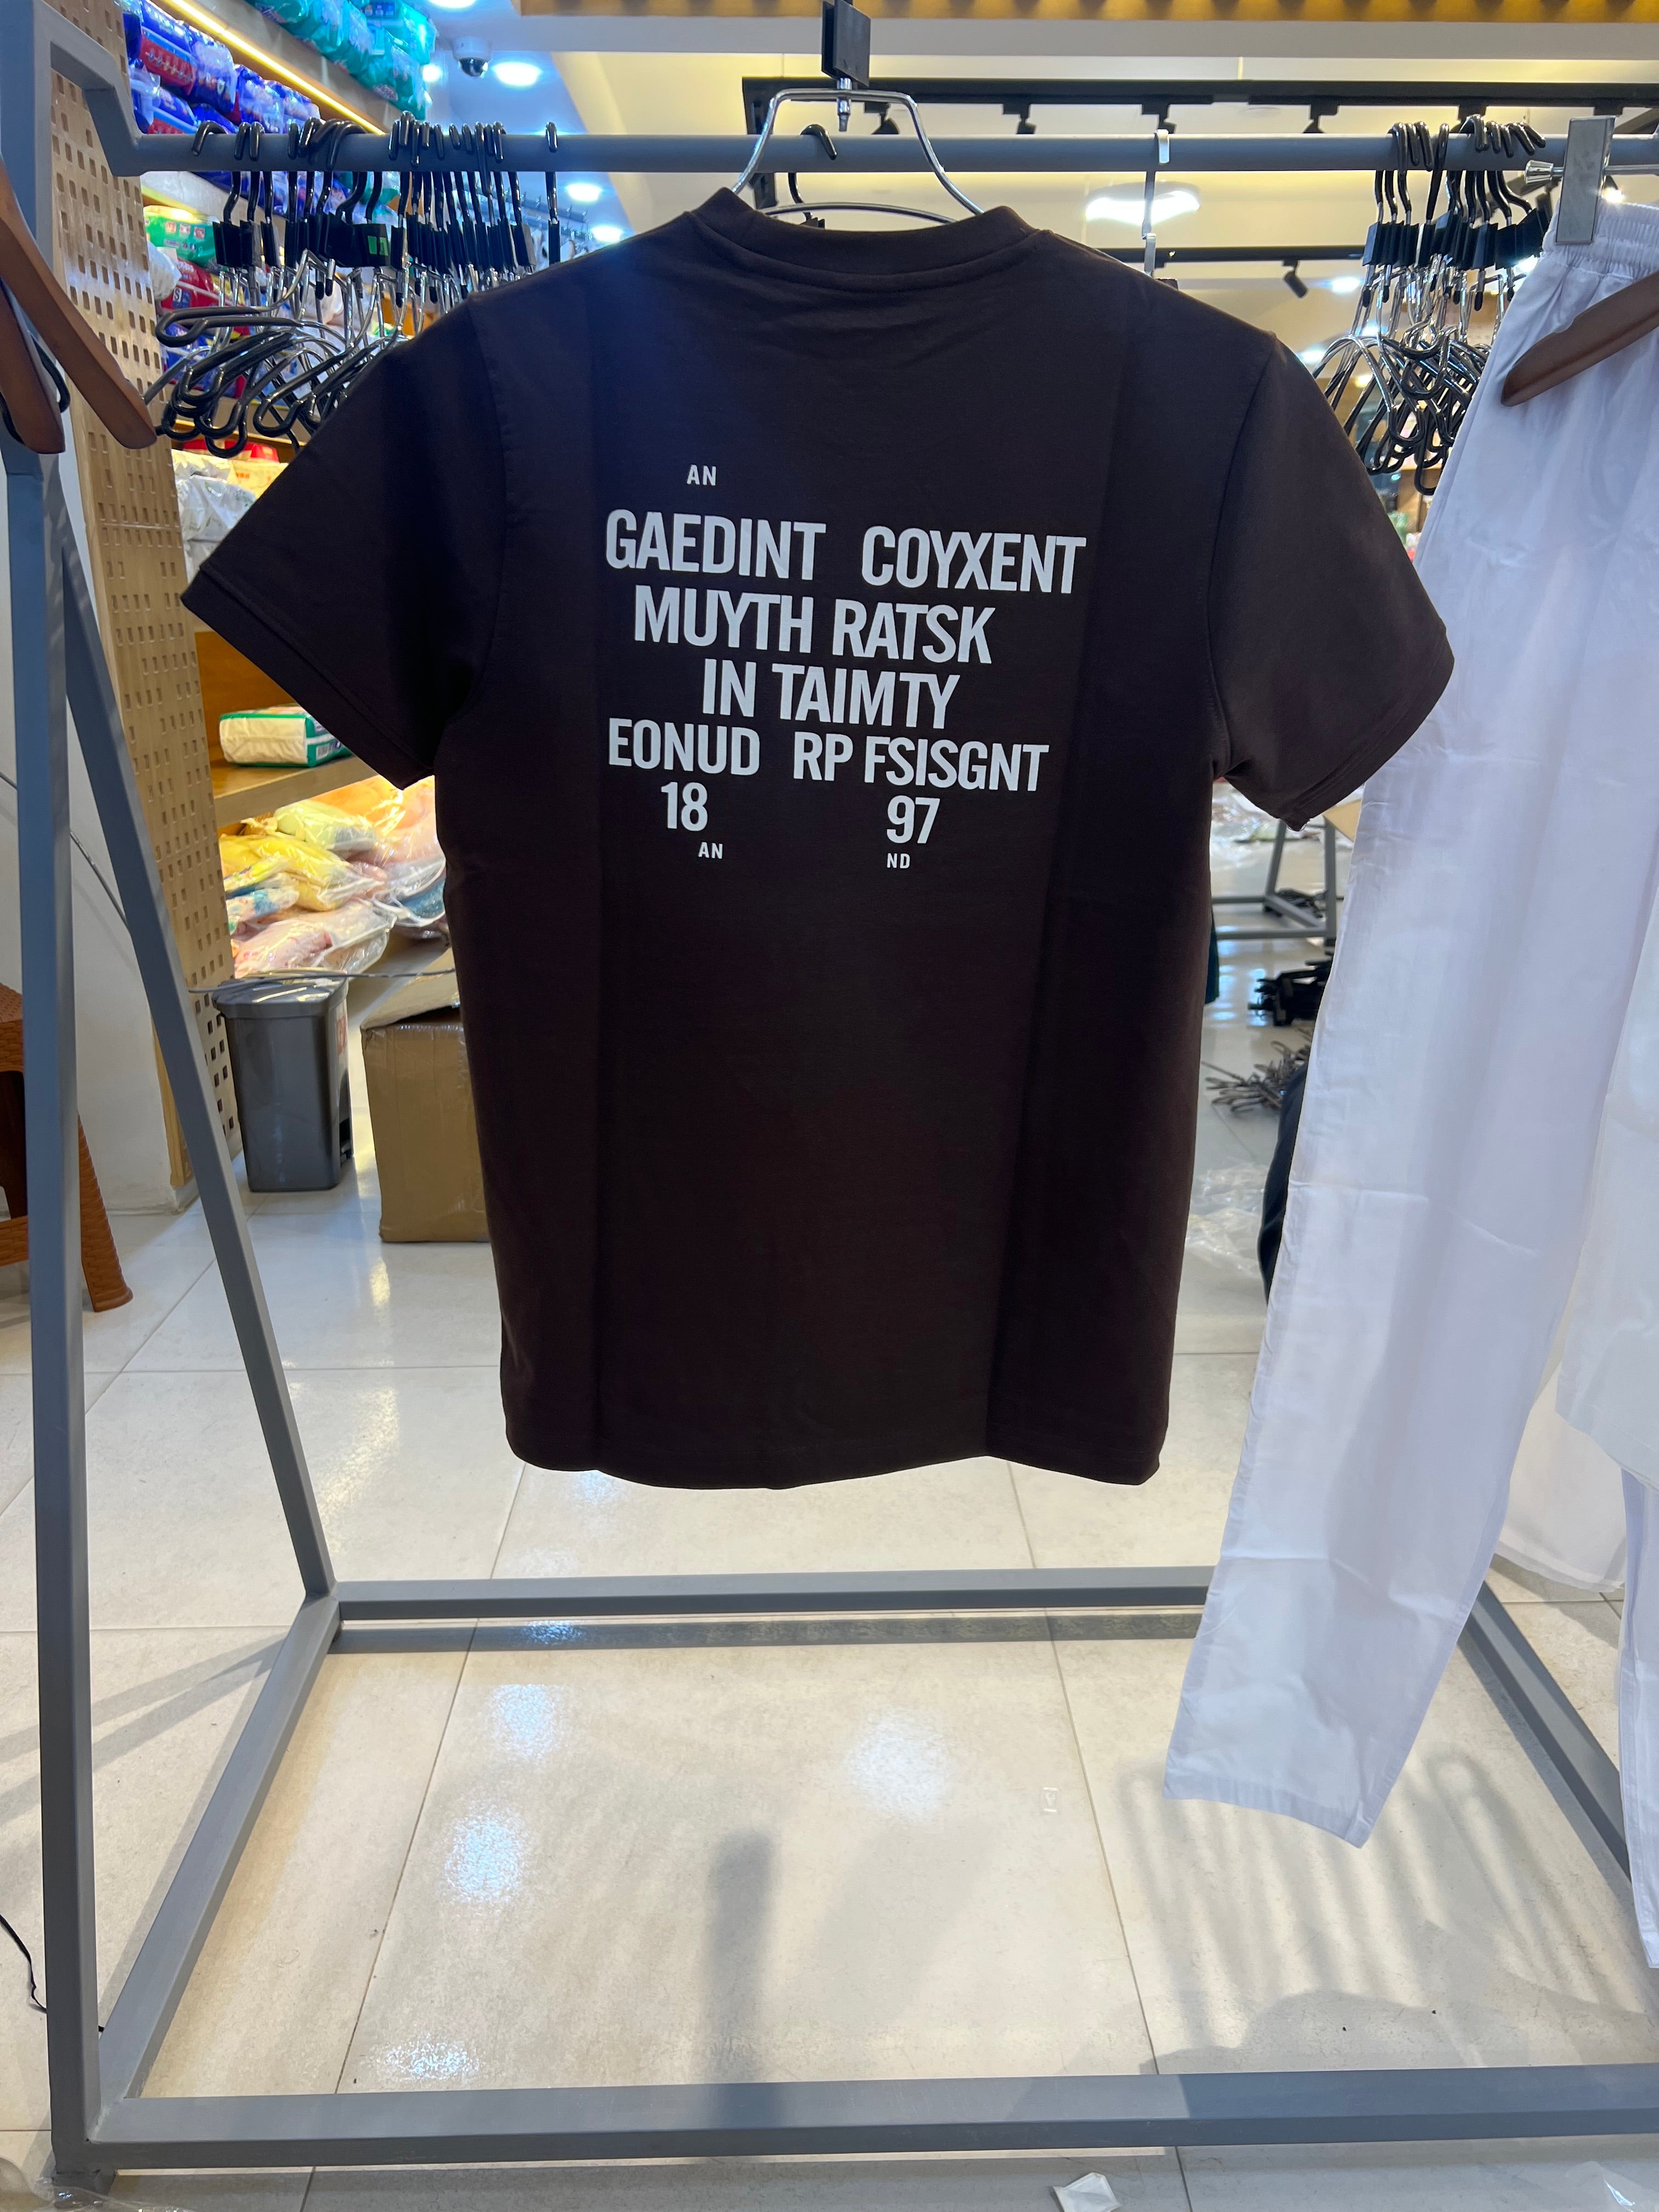 AN
GAEDINT COYXENT
MUYTH RATSK
IN TAIMTY
EONUD RP FSISGNT
18 97
AN ND